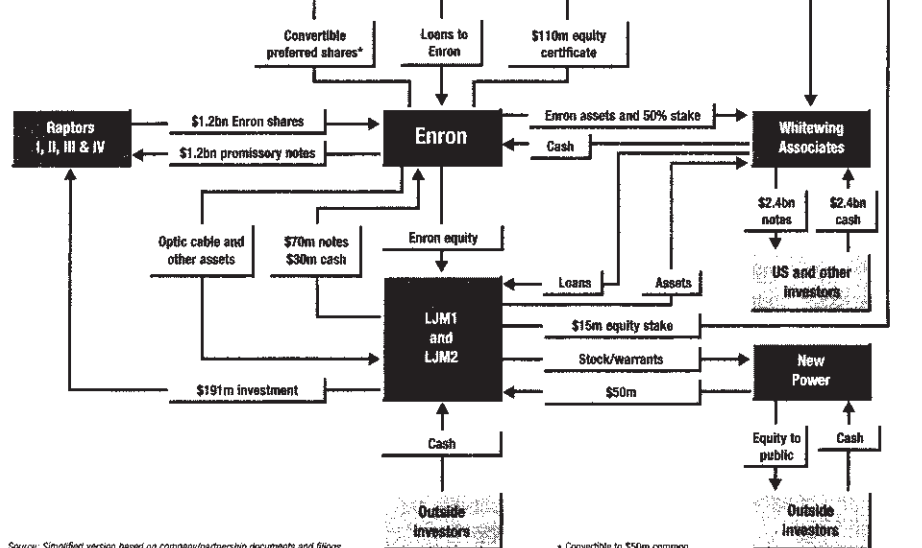 Convertible
preferred shares*
Loans to
Enron
$110m equity
certificate
Raptors
I, II, III & IV
$1.2bn Enron shares
$1.2bn promissory notes
Enron
Enron assets and 50% stake
Cash
Whitewing
Associates
$2.4bn
notes
$2.4bn
cash
Optic cable and
other assets
$70m notes
$30m cash
Enron equity
US and other
investors
Loans
Assets
LJM1
and
LJM2
$15m equity stake
Stock/warrants
$50m
New
Power
$191m investment
Cash
Equity to
public
Cash
Outside
investors
Outside
investors
Source: Simplified version based on company/partnership documents and filings
* Convertible to $50m common